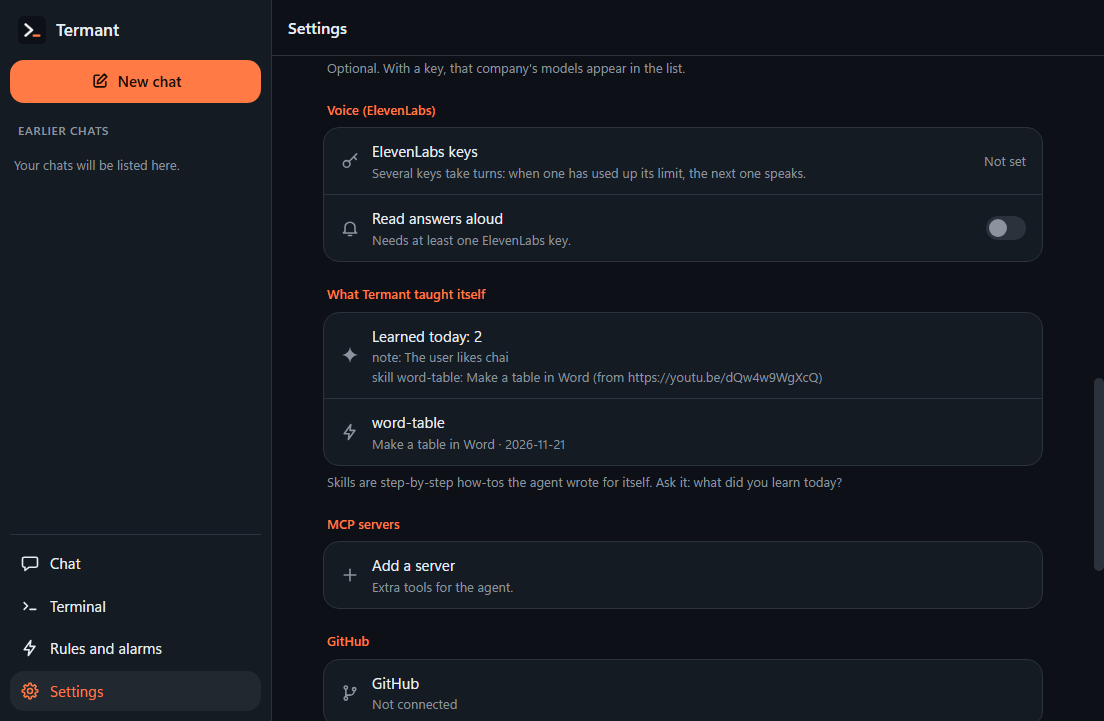 Termant
New chat
EARLIER CHATS
Your chats will be listed here.
Chat
Terminal
Rules and alarms
Settings
Settings
Optional. With a key, that company's models appear in the list.
Voice (ElevenLabs)
ElevenLabs keys
Several keys take turns: when one has used up its limit, the next one speaks.
Not set
Read answers aloud
Needs at least one ElevenLabs key.
What Termant taught itself
Learned today: 2
note: The user likes chai
skill word-table: Make a table in Word (from https://youtu.be/dQw4w9WgXcQ)
word-table
Make a table in Word · 2026-11-21
Skills are step-by-step how-tos the agent wrote for itself. Ask it: what did you learn today?
MCP servers
Add a server
Extra tools for the agent.
GitHub
GitHub
Not connected